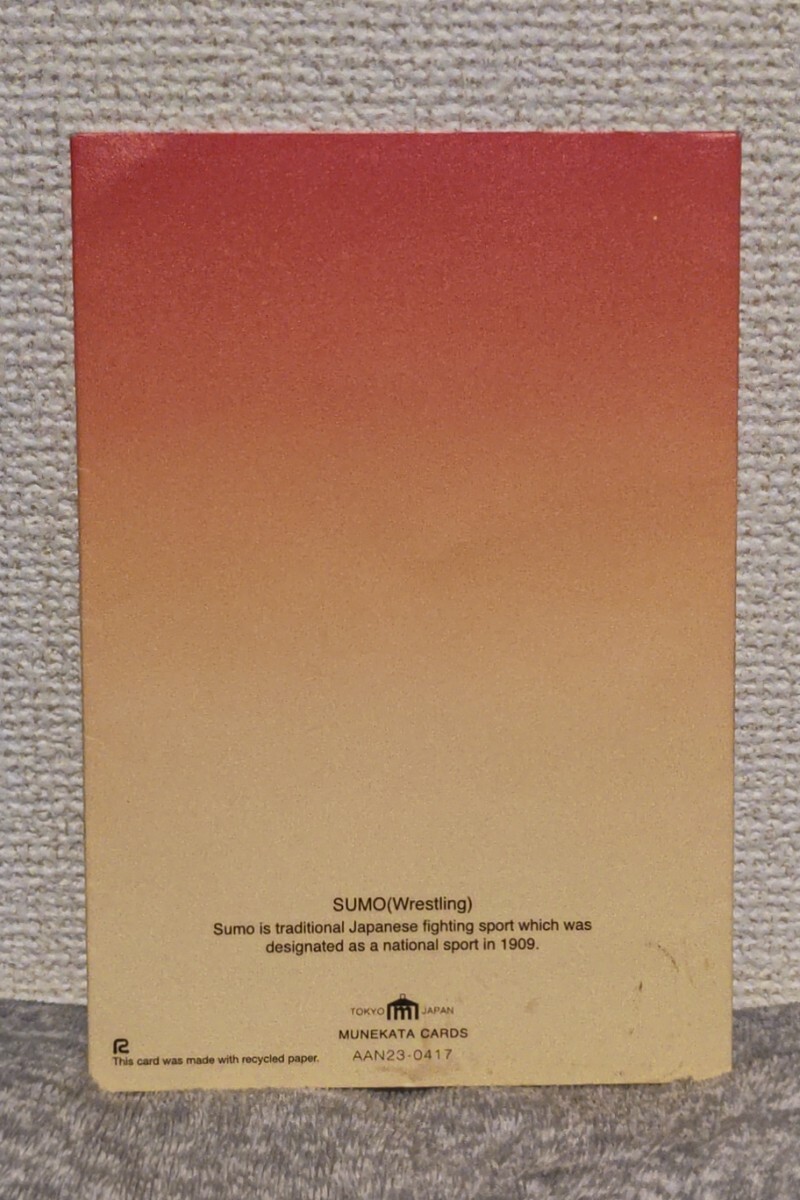 SUMO(Wrestling)
Sumo is traditional Japanese fighting sport which was
designated as a national sport in 1909.
TOKYO JAPAN
MUNEKATA CARDS
AAN23-0417
R
This card was made with recycled paper.